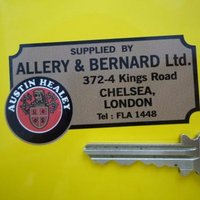 SUPPLIED BY
ALLERY & BERNARD Ltd.
372-4 Kings Road
CHELSEA,
LONDON
Tel : FLA 1448
AUSTIN HEALEY